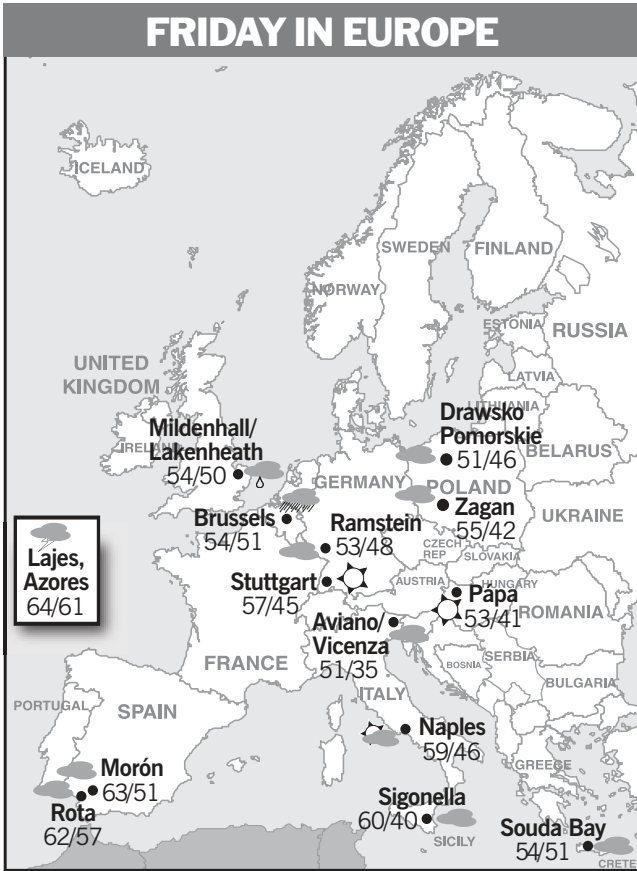 FRIDAY IN EUROPE
ICELAND
SWEDEN
FINLAND
NORWAY
ESTONIA
RUSSIA
UNITED
KINGDOM
LATVIA
LITHUANIA
IRELAND
Mildenhall/
Lakenheath
54/50
Drawsko
Pomorskie
51/46
BELARUS
GERMANY
POLAND
Zagan
55/42
Brussels
54/51
Ramstein
53/48
UKRAINE
Lajes,
Azores
64/61
CZECH
REP
SLOVAKIA
Stuttgart
57/45
AUSTRIA
HUNGARY
Pápa
53/41
ROMANIA
Aviano/
Vicenza
51/35
FRANCE
BOSNIA
SERBIA
BULGARIA
ITALY
PORTUGAL
SPAIN
Naples
59/46
GREECE
Morón
63/51
Rota
62/57
Sigonella
60/40
SICILY
Souda Bay
54/51
CRETE